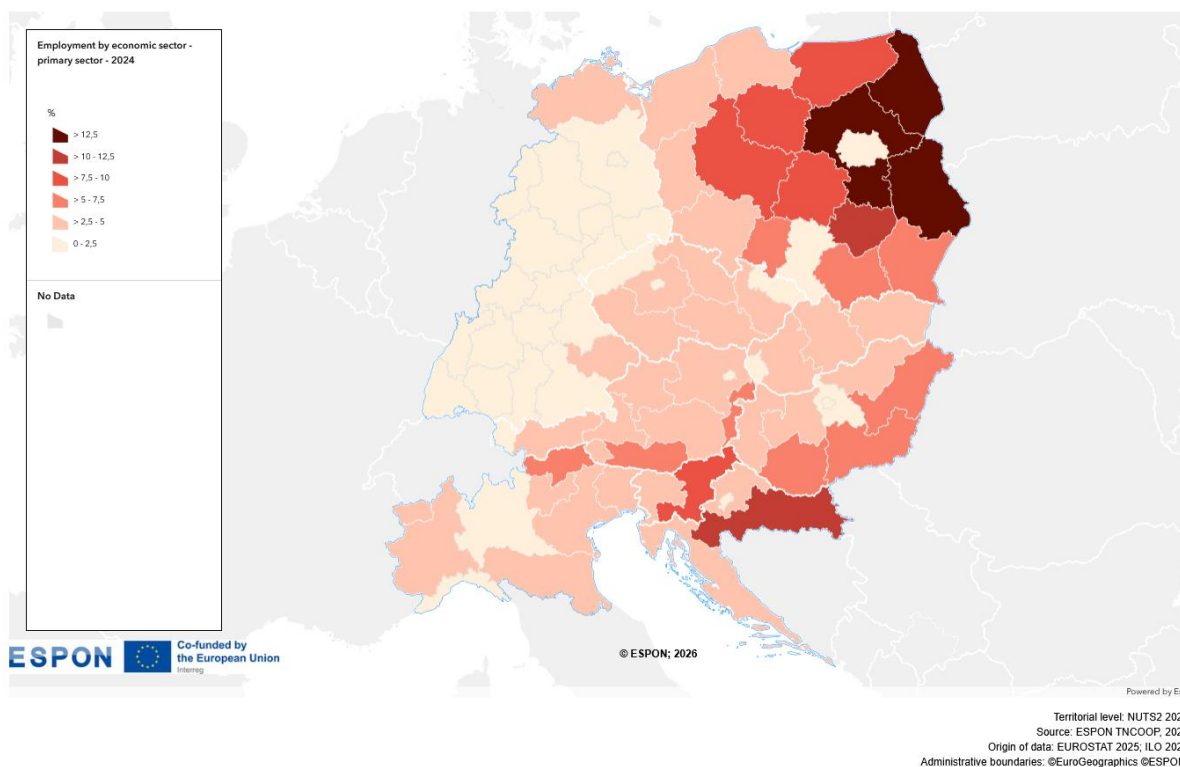 Employment by economic sector -
primary sector - 2024
%
> 12,5
> 10 - 12,5
> 7,5 - 10
> 5 - 7,5
> 2,5 - 5
0 - 2,5
No Data
ESPON
Co-funded by
the European Union
Interreg
© ESPON; 2026
Powered by
Territorial level: NUTS2
Source: ESPON TNCOOP,
Origin of data: EUROSTAT 2025; ILO
Administrative boundaries: ©EuroGeographics ©ESPON